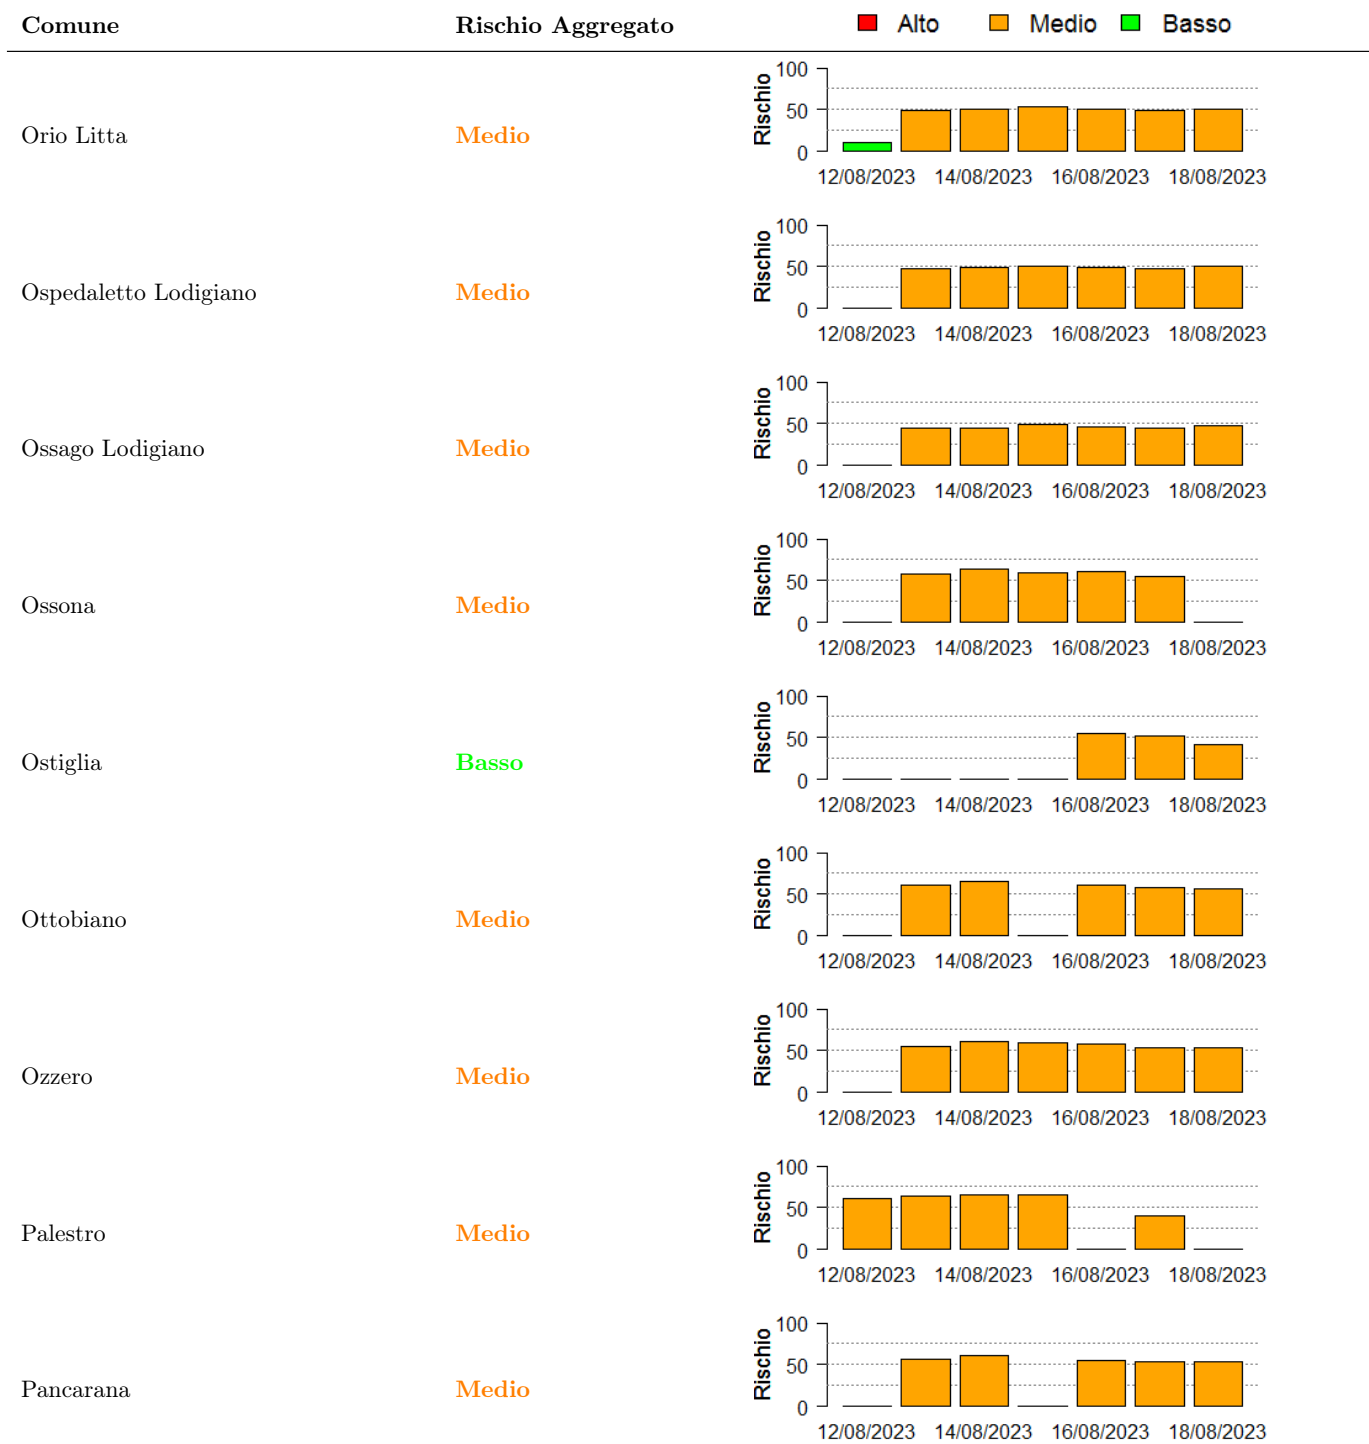 Comune Rischio Aggregato Alto Medio Basso
Orio Litta Medio Rischio 100 50 0
12/08/2023 14/08/2023 16/08/2023 18/08/2023
Ospedaletto Lodigiano Medio Rischio 100 50 0
12/08/2023 14/08/2023 16/08/2023 18/08/2023
Ossago Lodigiano Medio Rischio 100 50 0
12/08/2023 14/08/2023 16/08/2023 18/08/2023
Ossona Medio Rischio 100 50 0
12/08/2023 14/08/2023 16/08/2023 18/08/2023
Ostiglia Basso Rischio 100 50 0
12/08/2023 14/08/2023 16/08/2023 18/08/2023
Ottobiano Medio Rischio 100 50 0
12/08/2023 14/08/2023 16/08/2023 18/08/2023
Ozzero Medio Rischio 100 50 0
12/08/2023 14/08/2023 16/08/2023 18/08/2023
Palestro Medio Rischio 100 50 0
12/08/2023 14/08/2023 16/08/2023 18/08/2023
Pancarana Medio Rischio 100 50 0
12/08/2023 14/08/2023 16/08/2023 18/08/2023